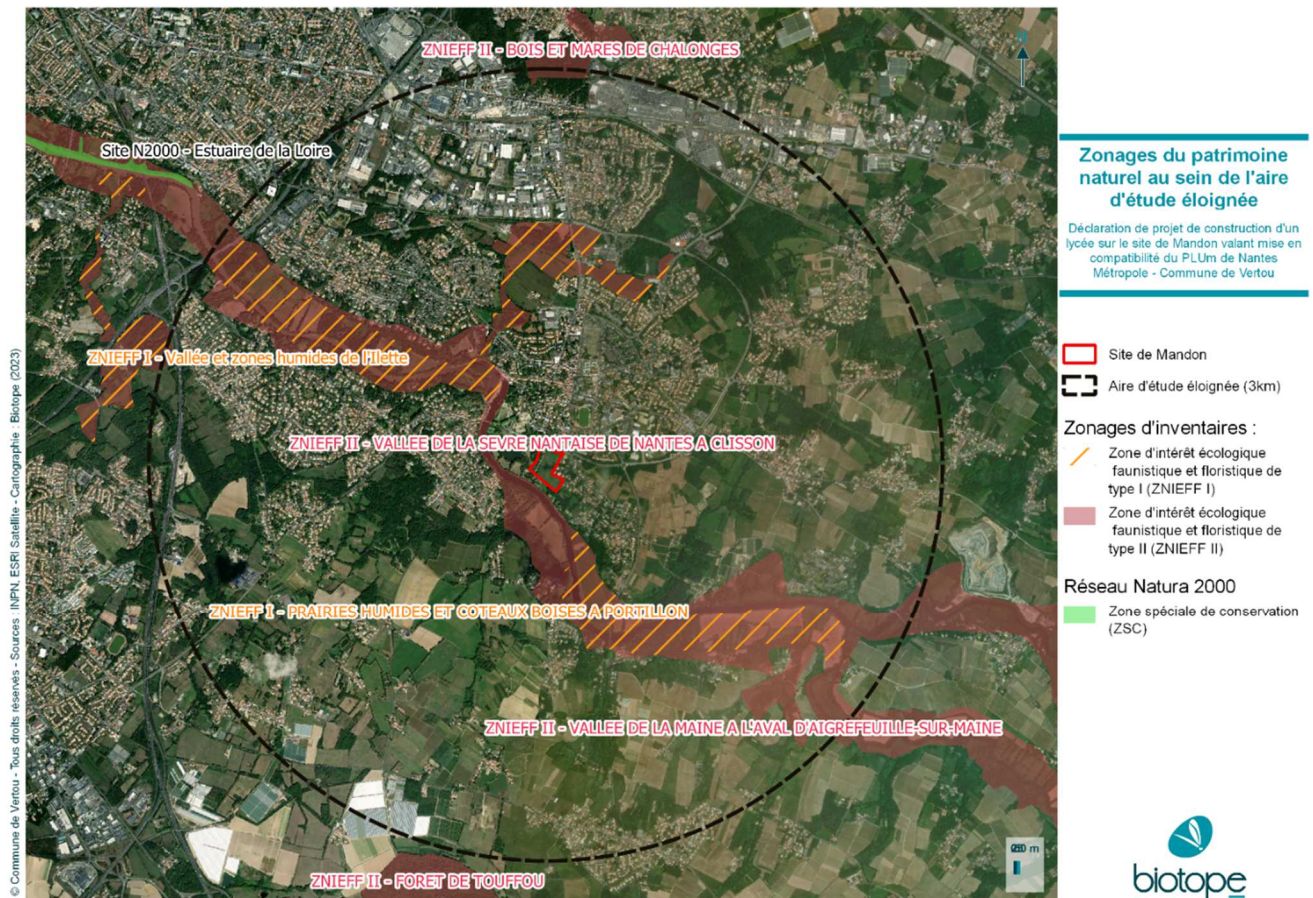 ZNIEFF II - BOIS ET MARES DE CHALONGES
Site N2000 - Estuaire de la Loire
ZNIEFF I - Vallée et zones humides de l'Ilette
ZNIEFF II - VALLEE DE LA SEVRE NANTAISE DE NANTES A CLISSON
ZNIEFF I - PRAIRIES HUMIDES ET COTEAUX BOISES A PORTILLON
ZNIEFF II - VALLEE DE LA MAINE A L'AVAL D'AIGREFEUILLE-SUR-MAINE
ZNIEFF II - FORET DE TOUFFOU
© Commune de Vertou - Tous droits réservés - Sources : INPN, ESRI Satellite - Cartographie : Biotope (2023)
Zonages du patrimoine
naturel au sein de l'aire
d'étude éloignée
Déclaration de projet de construction d'un
lycée sur le site de Mandon valant mise en
compatibilité du PLUm de Nantes
Métropole - Commune de Vertou
Site de Mandon
Aire d'étude éloignée (3km)
Zonages d'inventaires :
Zone d'intérêt écologique
faunistique et floristique de
type I (ZNIEFF I)
Zone d'intérêt écologique
faunistique et floristique de
type II (ZNIEFF II)
Réseau Natura 2000
Zone spéciale de conservation
(ZSC)
biotope